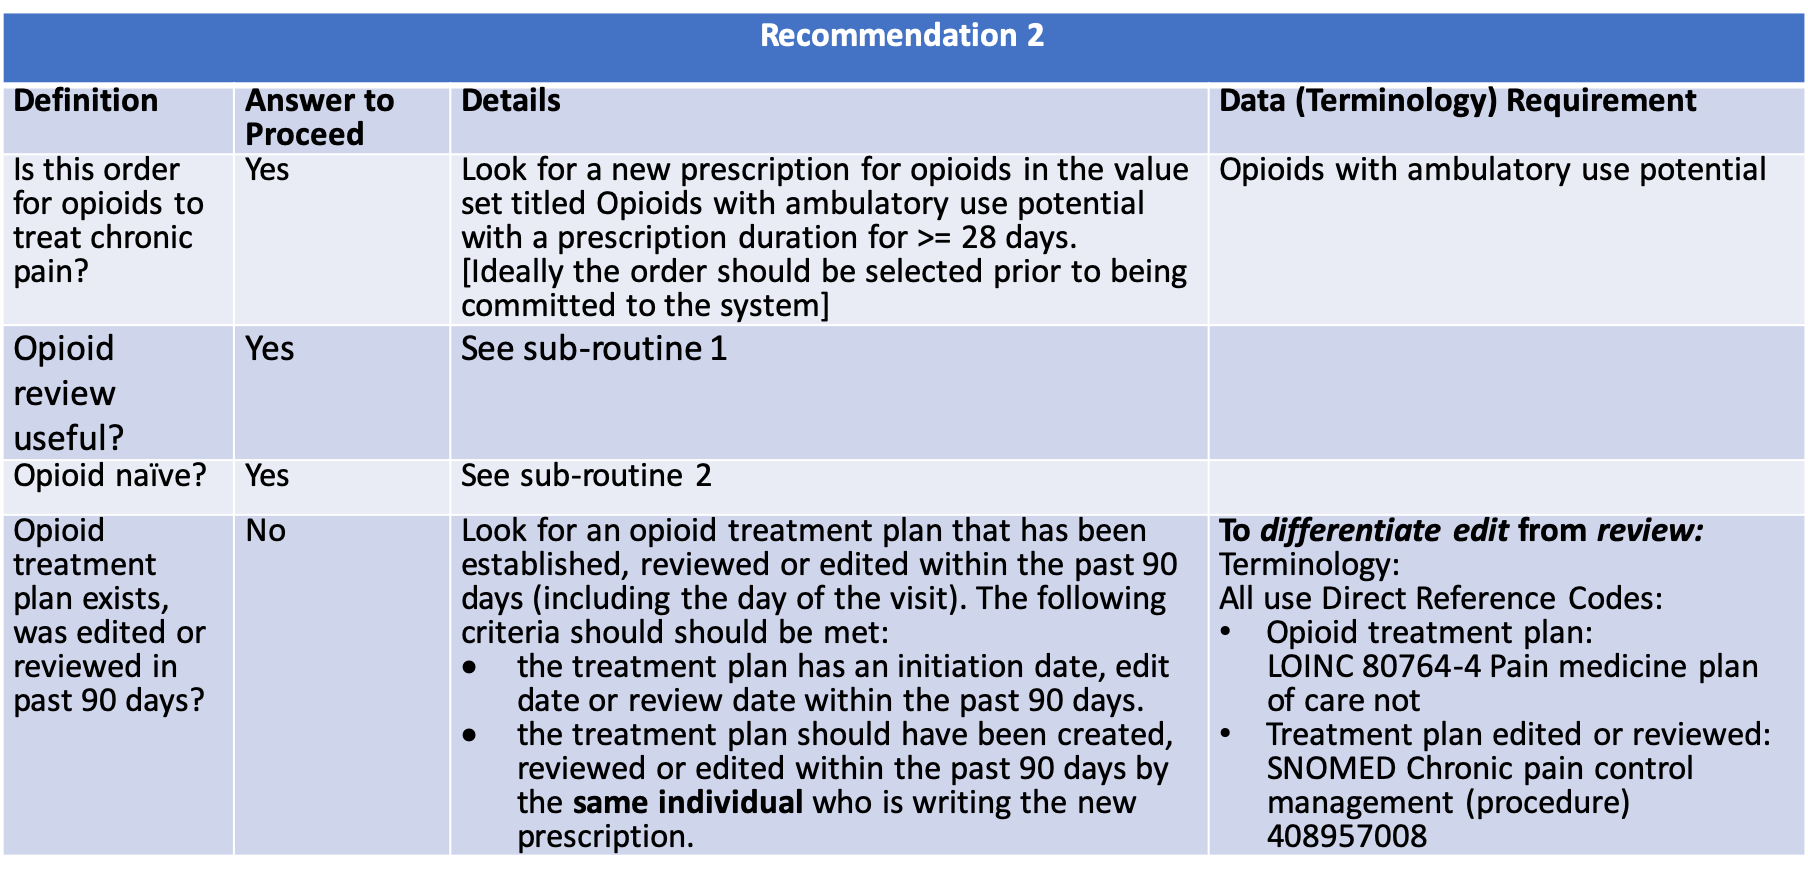 Recommendation 2
Definition
Answer to
Proceed
Details
Data (Terminology) Requirement
Is this order
for opioids to
treat chronic
pain?
Yes
Look for a new prescription for opioids in the value
set titled Opioids with ambulatory use potential
with a prescription duration for >= 28 days.
[Ideally the order should be selected prior to being
committed to the system]
Opioids with ambulatory use potential
Opioid
review
useful?
Yes
See sub-routine 1
Opioid naïve?
Yes
See sub-routine 2
Opioid
treatment
plan exists,
was edited or
reviewed in
past 90 days?
No
Look for an opioid treatment plan that has been
established, reviewed or edited within the past 90
days (including the day of the visit). The following
criteria should should be met:
• the treatment plan has an initiation date, edit
date or review date within the past 90 days.
• the treatment plan should have been created,
reviewed or edited within the past 90 days by
the same individual who is writing the new
prescription.
To differentiate edit from review:
Terminology:
All use Direct Reference Codes:
• Opioid treatment plan:
LOINC 80764-4 Pain medicine plan
of care not
• Treatment plan edited or reviewed:
SNOMED Chronic pain control
management (procedure)
408957008